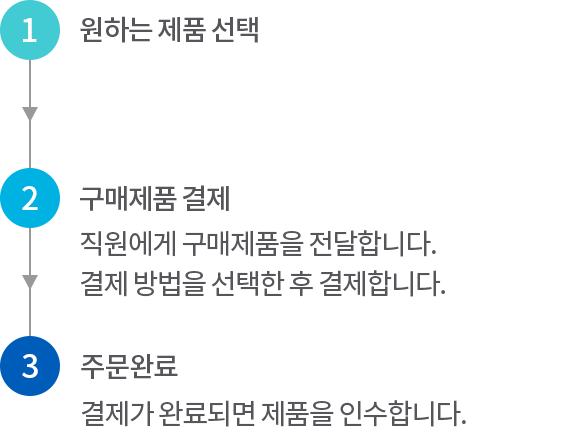 1 원하는 제품 선택
2 구매제품 결제
직원에게 구매제품을 전달합니다.
결제 방법을 선택한 후 결제합니다.
3 주문완료
결제가 완료되면 제품을 인수합니다.